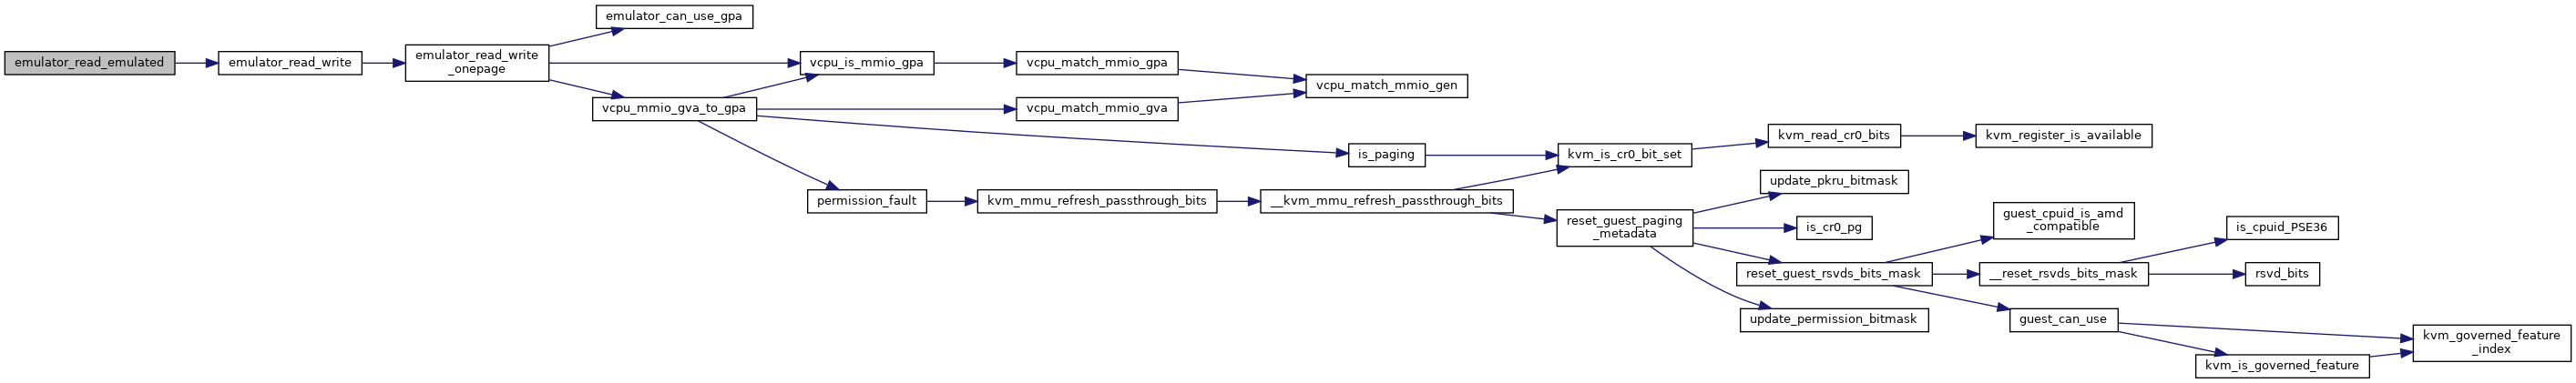 emulator_can_use_gpa
emulator_read_emulated
emulator_read_write
emulator_read_write
_onepage
vcpu_is_mmio_gpa
vcpu_match_mmio_gpa
vcpu_match_mmio_gen
vcpu_mmio_gva_to_gpa
vcpu_match_mmio_gva
is_paging
kvm_is_cr0_bit_set
kvm_read_cr0_bits
kvm_register_is_available
permission_fault
kvm_mmu_refresh_passthrough_bits
__kvm_mmu_refresh_passthrough_bits
reset_guest_paging
_metadata
update_pkru_bitmask
is_cr0_pg
reset_guest_rsvds_bits_mask
update_permission_bitmask
guest_cpuid_is_amd
_compatible
__reset_rsvds_bits_mask
is_cpuid_PSE36
rsvd_bits
guest_can_use
kvm_is_governed_feature
kvm_governed_feature
_index